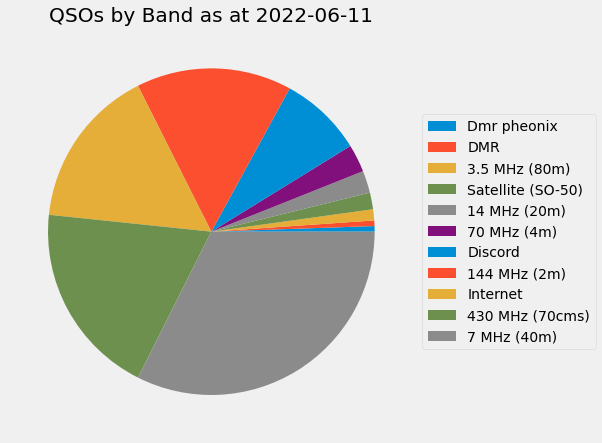 QSOs by Band as at 2022-06-11
Dmr pheonix
DMR
3.5 MHz (80m)
Satellite (SO-50)
14 MHz (20m)
70 MHz (4m)
Discord
144 MHz (2m)
Internet
430 MHz (70cms)
7 MHz (40m)